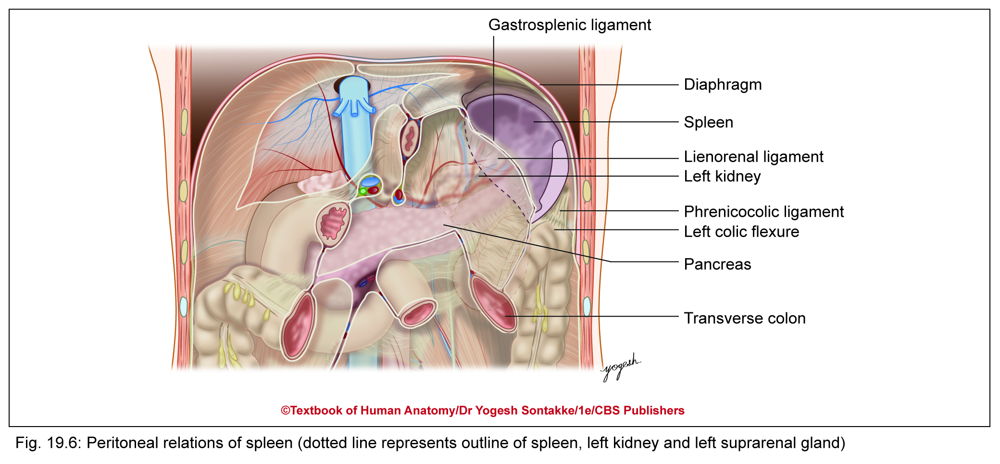 Gastrosplenic ligament
Diaphragm
Spleen
Lienorenal ligament
Left kidney
Phrenicocolic ligament
Left colic flexure
Pancreas
Transverse colon
yogesh
©Textbook of Human Anatomy/Dr Yogesh Sontakke/1e/CBS Publishers
Fig. 19.6: Peritoneal relations of spleen (dotted line represents outline of spleen, left kidney and left suprarenal gland)